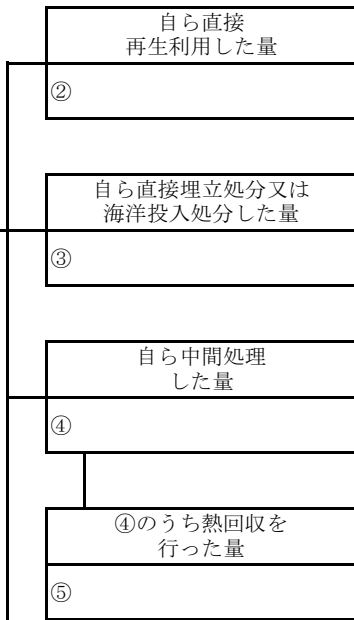 自ら直接
再生利用した量
②
自ら直接埋立処分又は
海洋投入処分した量
③
自ら中間処理
した量
④
④のうち熱回収を
行った量
⑤